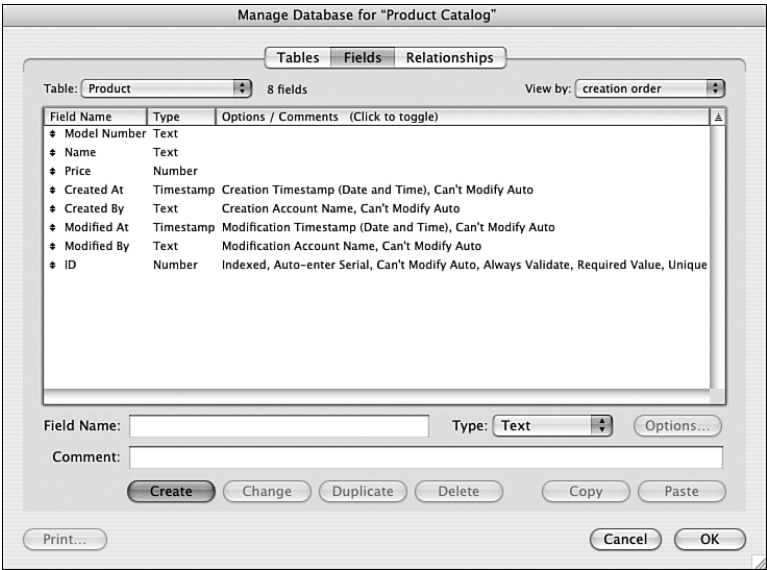 Manage Database for “Product Catalog”
Tables Fields Relationships
Table: Product 8 fields View by: creation order
Field Name Type Options / Comments (Click to toggle)
Model Number Text
Name Text
Price Number
Created At Timestamp Creation Timestamp (Date and Time), Can't Modify Auto
Created By Text Creation Account Name, Can't Modify Auto
Modified At Timestamp Modification Timestamp (Date and Time), Can't Modify Auto
Modified By Text Modification Account Name, Can't Modify Auto
ID Number Indexed, Auto-enter Serial, Can't Modify Auto, Always Validate, Required Value, Unique
Field Name: Type: Text Options...
Comment:
Create Change Duplicate Delete Copy Paste
Print... Cancel OK